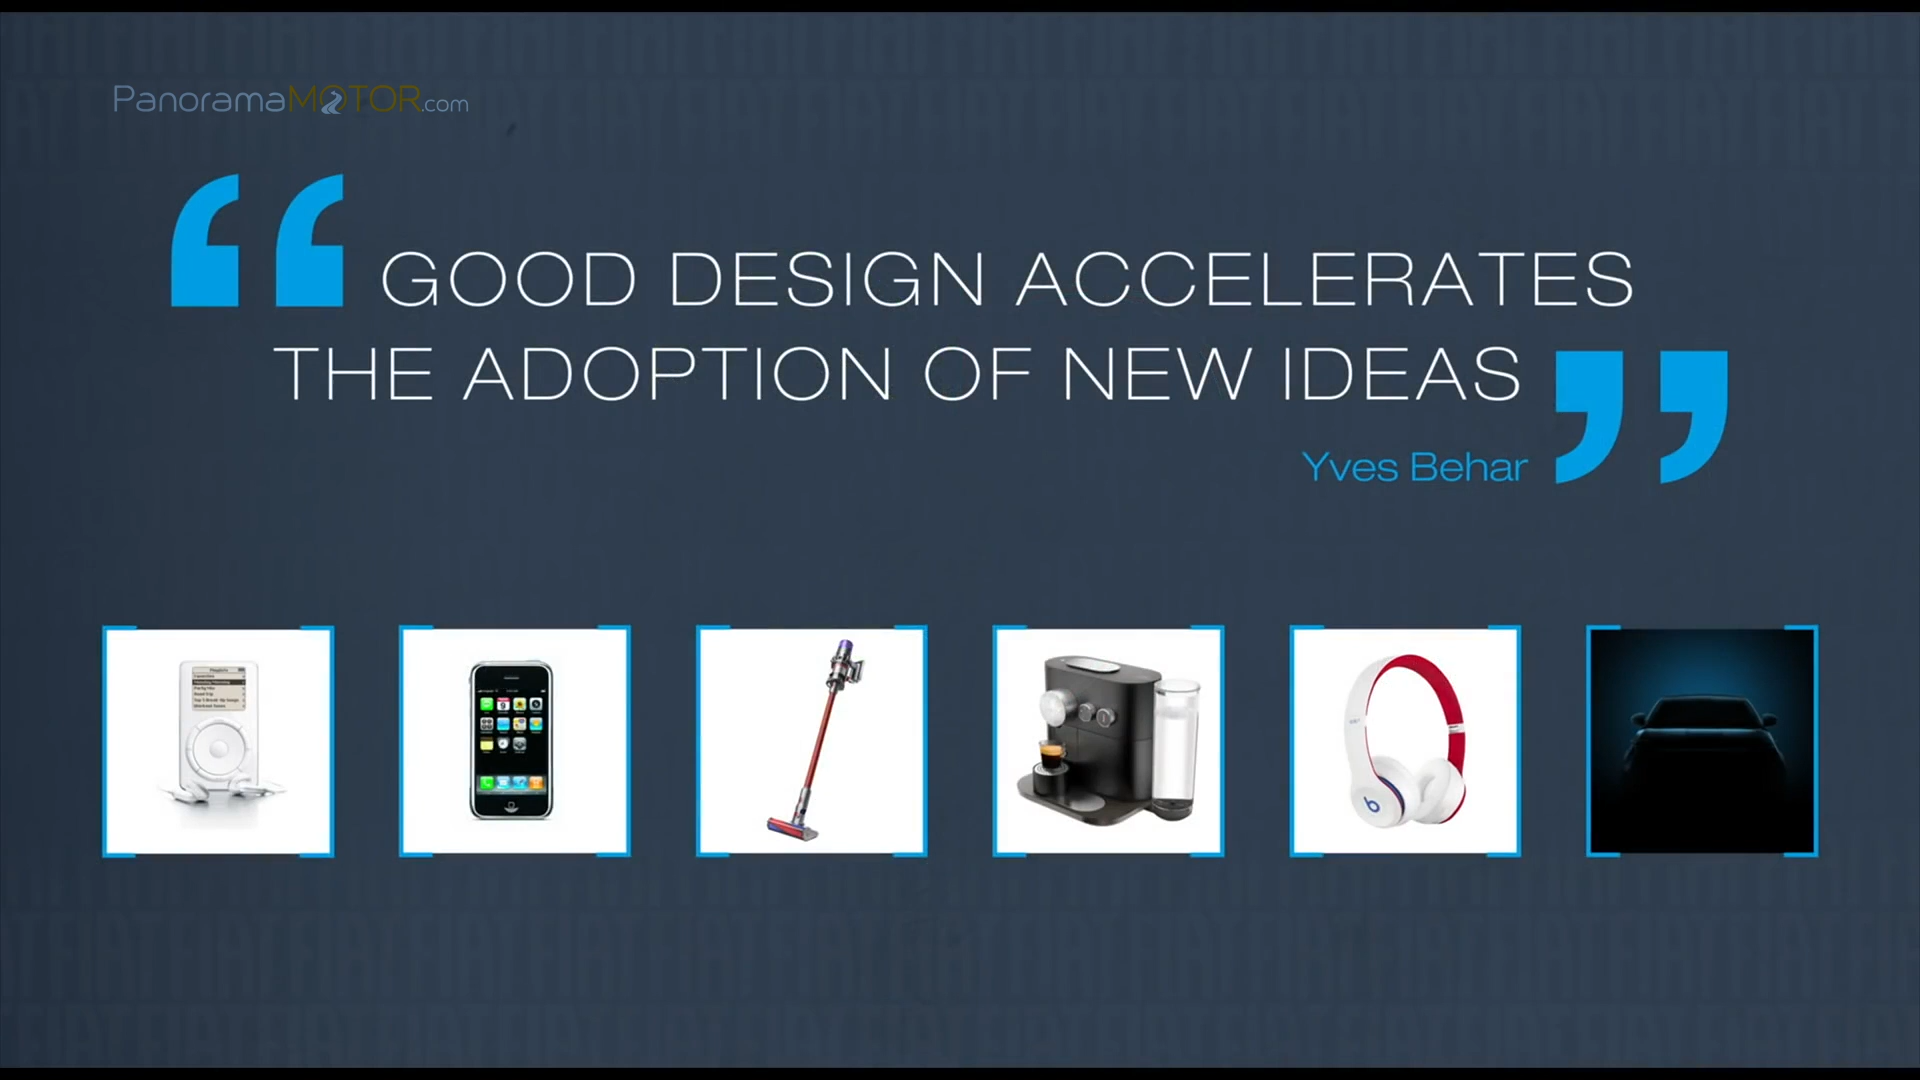 PanoramaMOTOR.com
“GOOD DESIGN ACCELERATES
THE ADOPTION OF NEW IDEAS”
Yves Behar